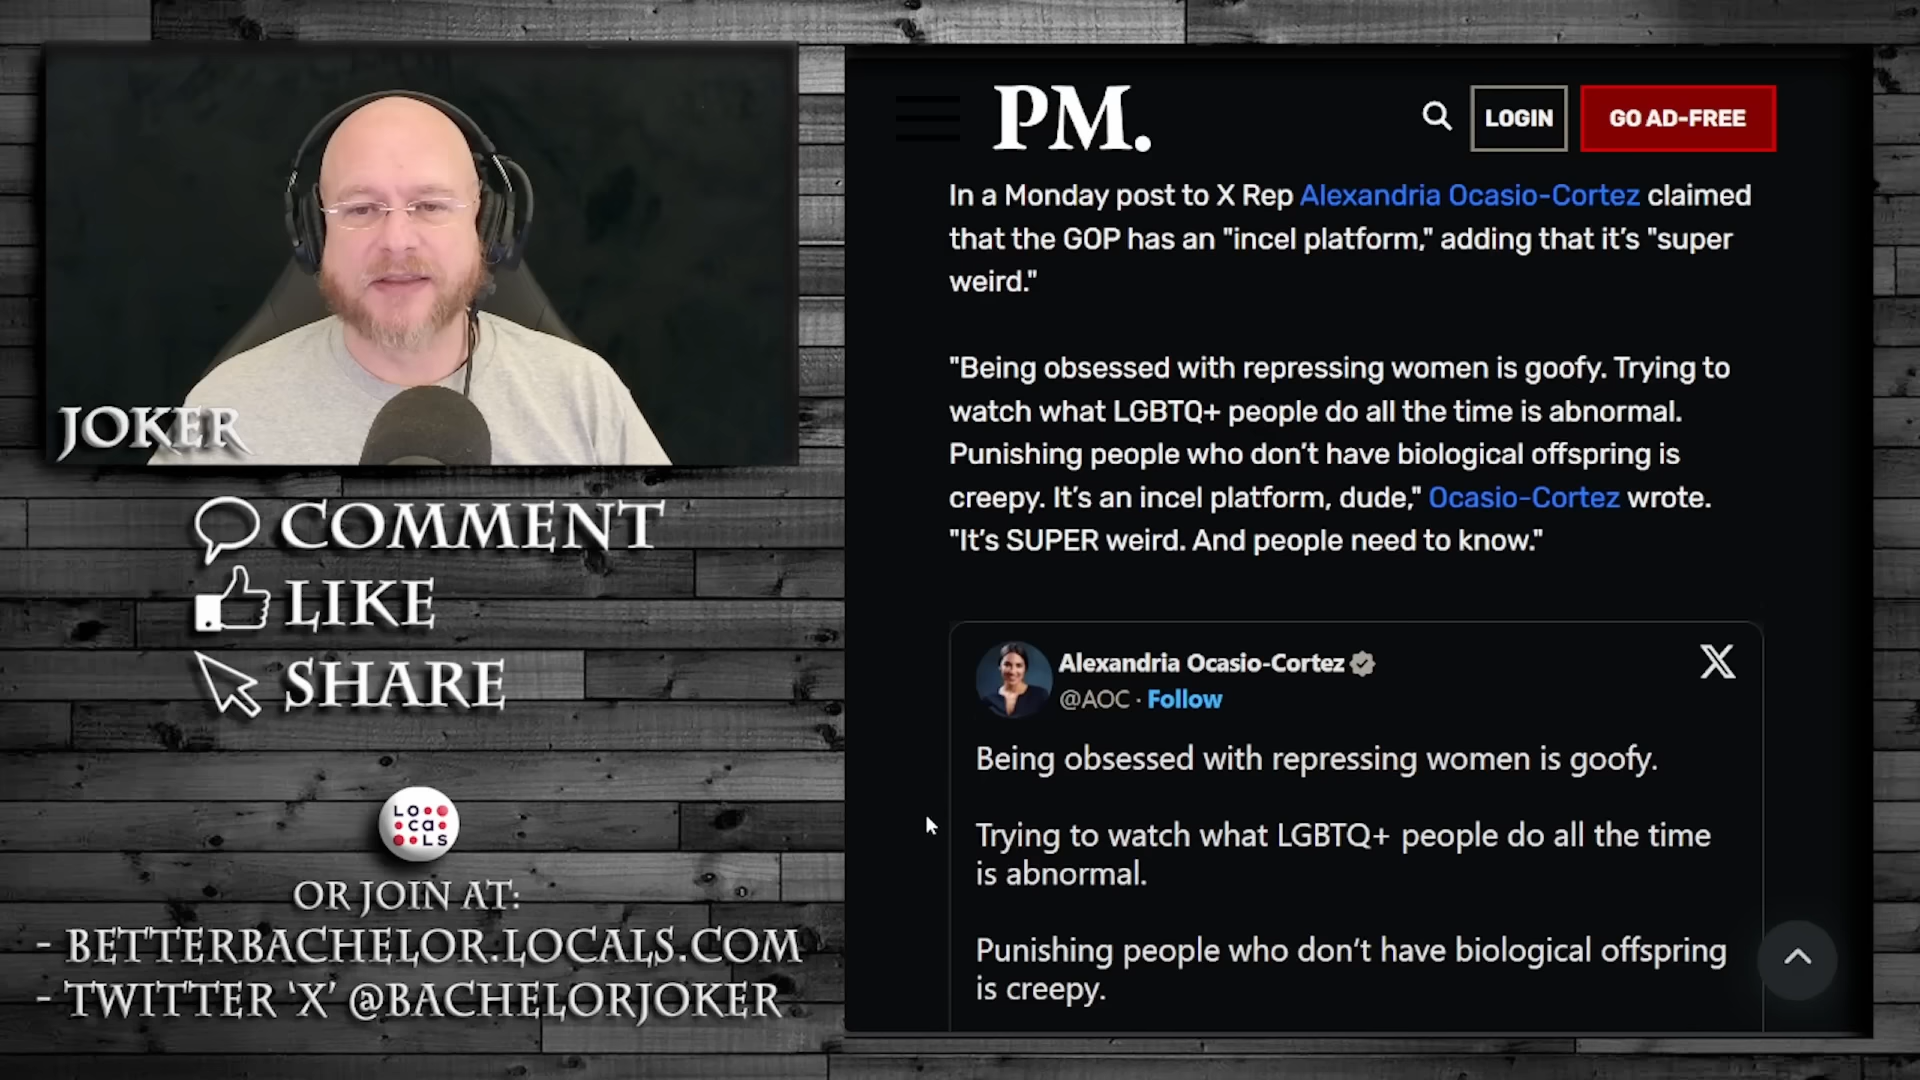 JOKER
COMMENT
LIKE
SHARE
LO
ca
LS
OR JOIN AT:
- BETTERBACHELOR.LOCALS.COM
- TWITTER ‘X’ @BACHELORJOKER
PM.
LOGIN
GO AD-FREE
In a Monday post to X Rep Alexandria Ocasio-Cortez claimed
that the GOP has an "incel platform," adding that it’s "super
weird."
"Being obsessed with repressing women is goofy. Trying to
watch what LGBTQ+ people do all the time is abnormal.
Punishing people who don’t have biological offspring is
creepy. It’s an incel platform, dude," Ocasio-Cortez wrote.
"It’s SUPER weird. And people need to know."
Alexandria Ocasio-Cortez
@AOC · Follow
X
Being obsessed with repressing women is goofy.
Trying to watch what LGBTQ+ people do all the time
is abnormal.
Punishing people who don’t have biological offspring
is creepy.